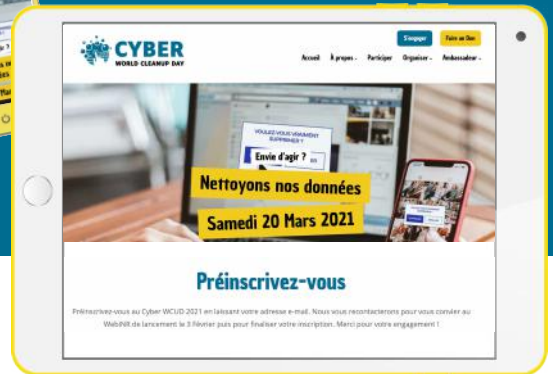 CYBER
WORLD CLEANUP DAY
S'engager
Faire un Don
Accueil
À propos
Participer
Organiser
Ambassadeur
VOULEZ-VOUS VRAIMENT
SUPPRIMER ?
Envie d'agir ?
Nettoyons nos données
Samedi 20 Mars 2021
Préinscrivez-vous
Préinscrivez-vous au Cyber WCUD 2021 en laissant votre adresse e-mail. Nous vous recontacterons pour vous convier au
WebINR de lancement le 3 Février puis pour finaliser votre inscription. Merci pour votre engagement !